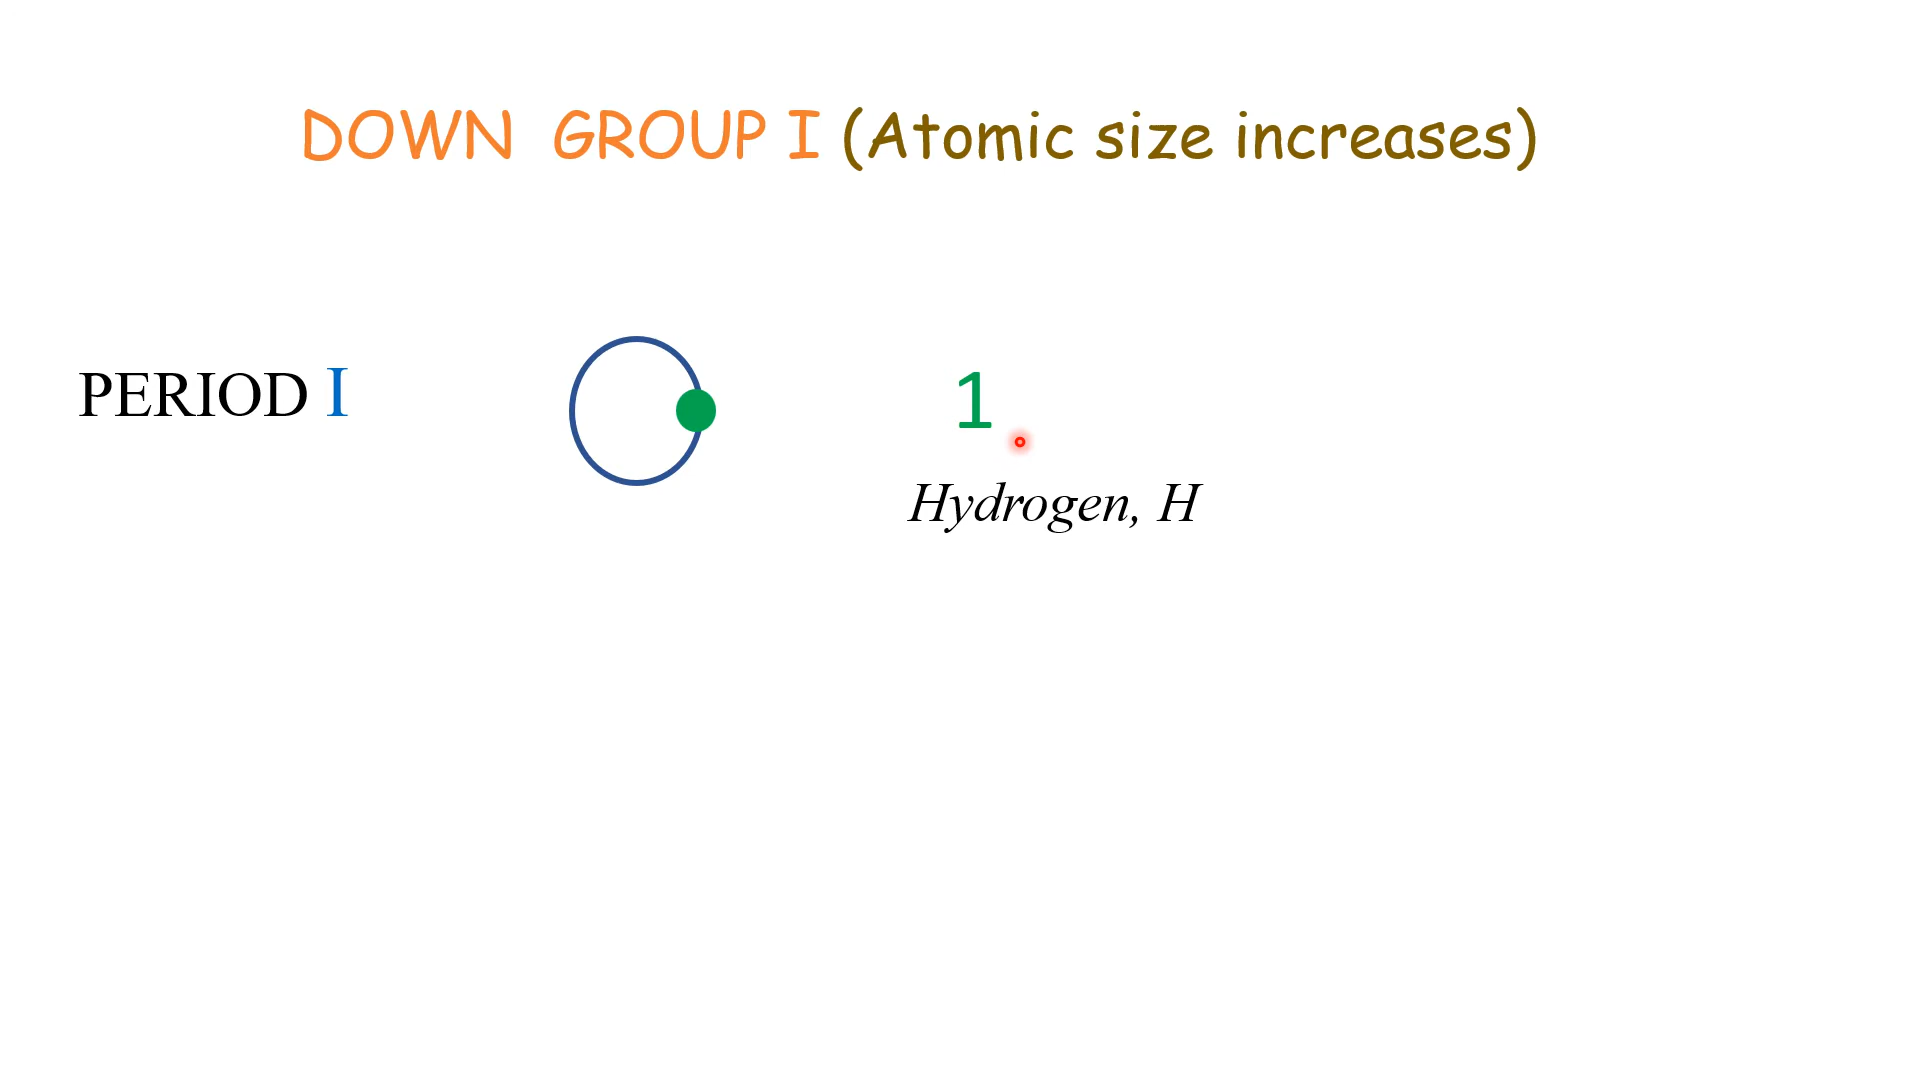 DOWN GROUP I (Atomic size increases)
PERIOD I
1
Hydrogen, H